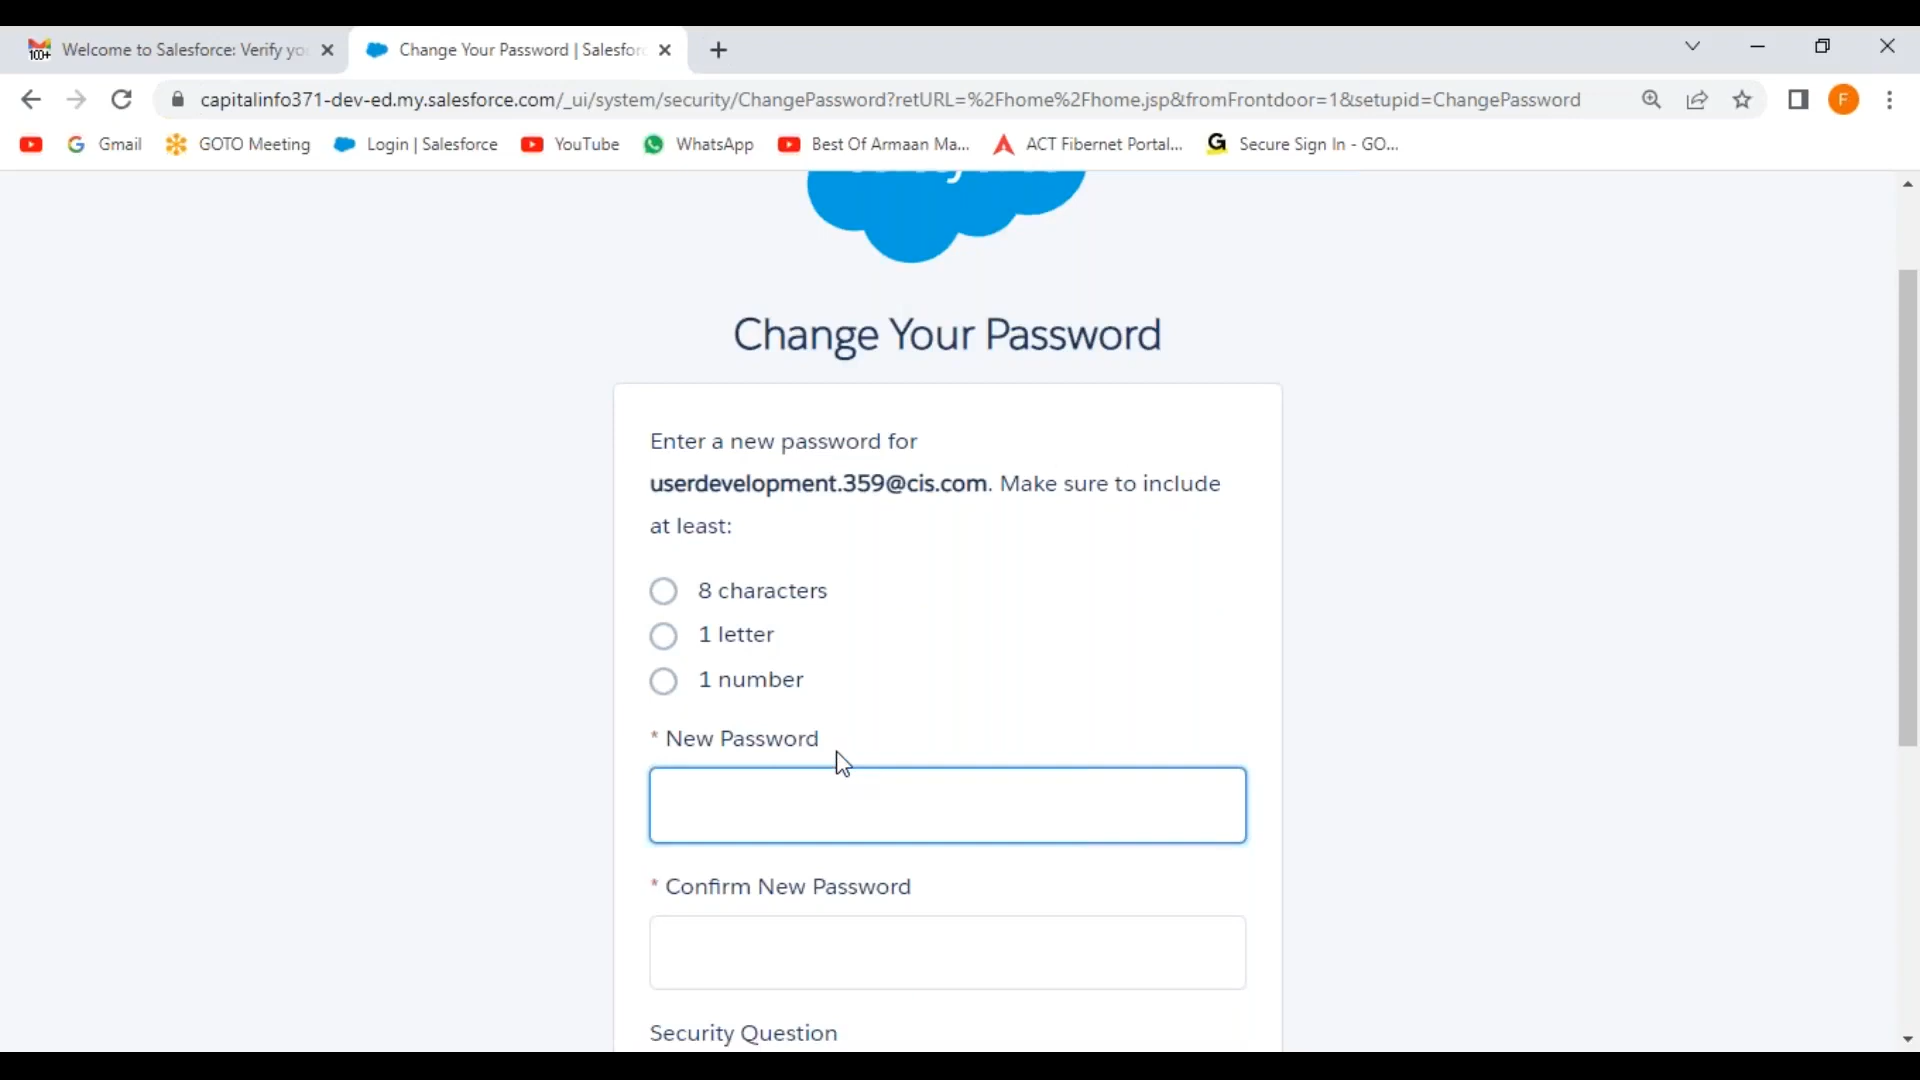 100+ Welcome to Salesforce: Verify yo
Change Your Password | Salesforc
capitalinfo371-dev-ed.my.salesforce.com/_ui/system/security/ChangePassword?retURL=%2Fhome%2Fhome.jsp&fromFrontdoor=1&setupid=ChangePassword
F
Gmail GOTO Meeting Login | Salesforce YouTube WhatsApp Best Of Armaan Ma... ACT Fibernet Portal... Secure Sign In - GO...
Change Your Password
Enter a new password for
userdevelopment.359@cis.com. Make sure to include
at least:
8 characters
1 letter
1 number
* New Password
* Confirm New Password
Security Question